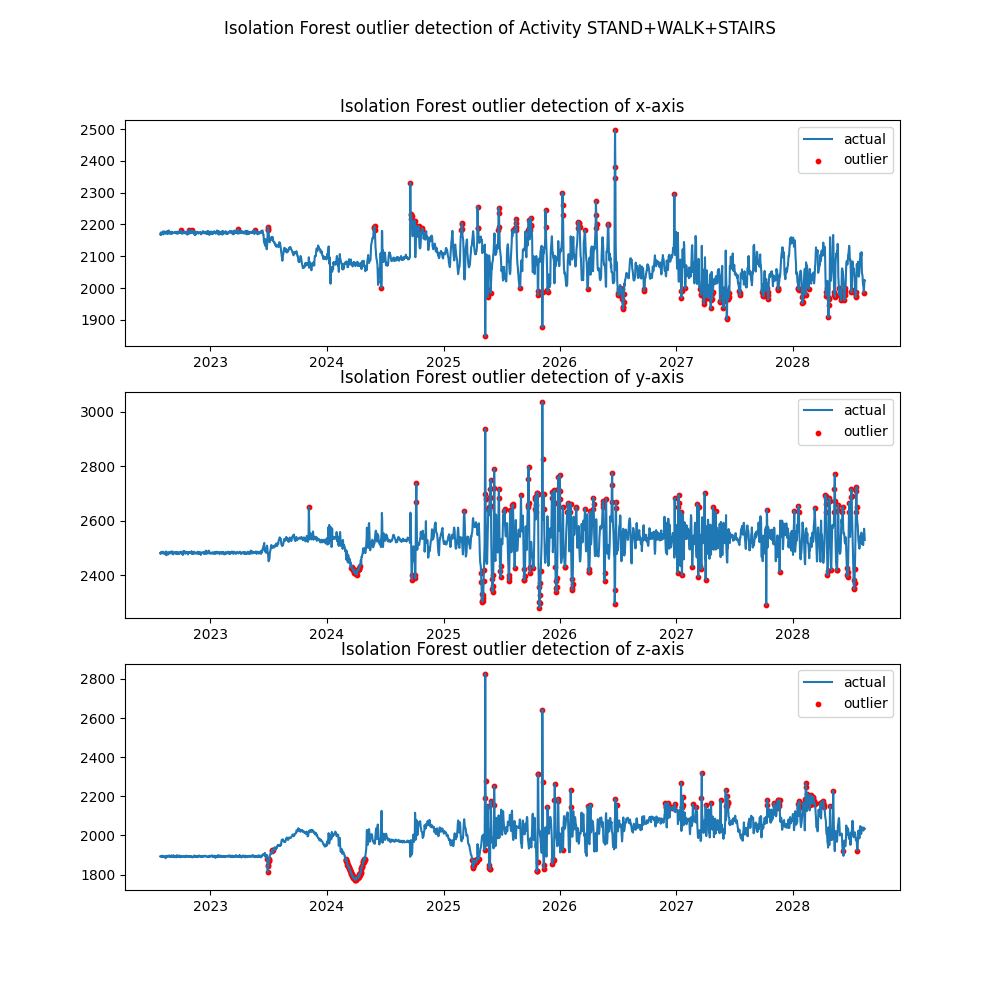 Isolation Forest outlier detection of Activity STAND+WALK+STAIRS
Isolation Forest outlier detection of x-axis
2500
2400
2300
2200
2100
2000
1900
actual
outlier
2023 2024 2025 2026 2027 2028
Isolation Forest outlier detection of y-axis
3000
2800
2600
2400
actual
outlier
2023 2024 2025 2026 2027 2028
Isolation Forest outlier detection of z-axis
2800
2600
2400
2200
2000
1800
actual
outlier
2023 2024 2025 2026 2027 2028